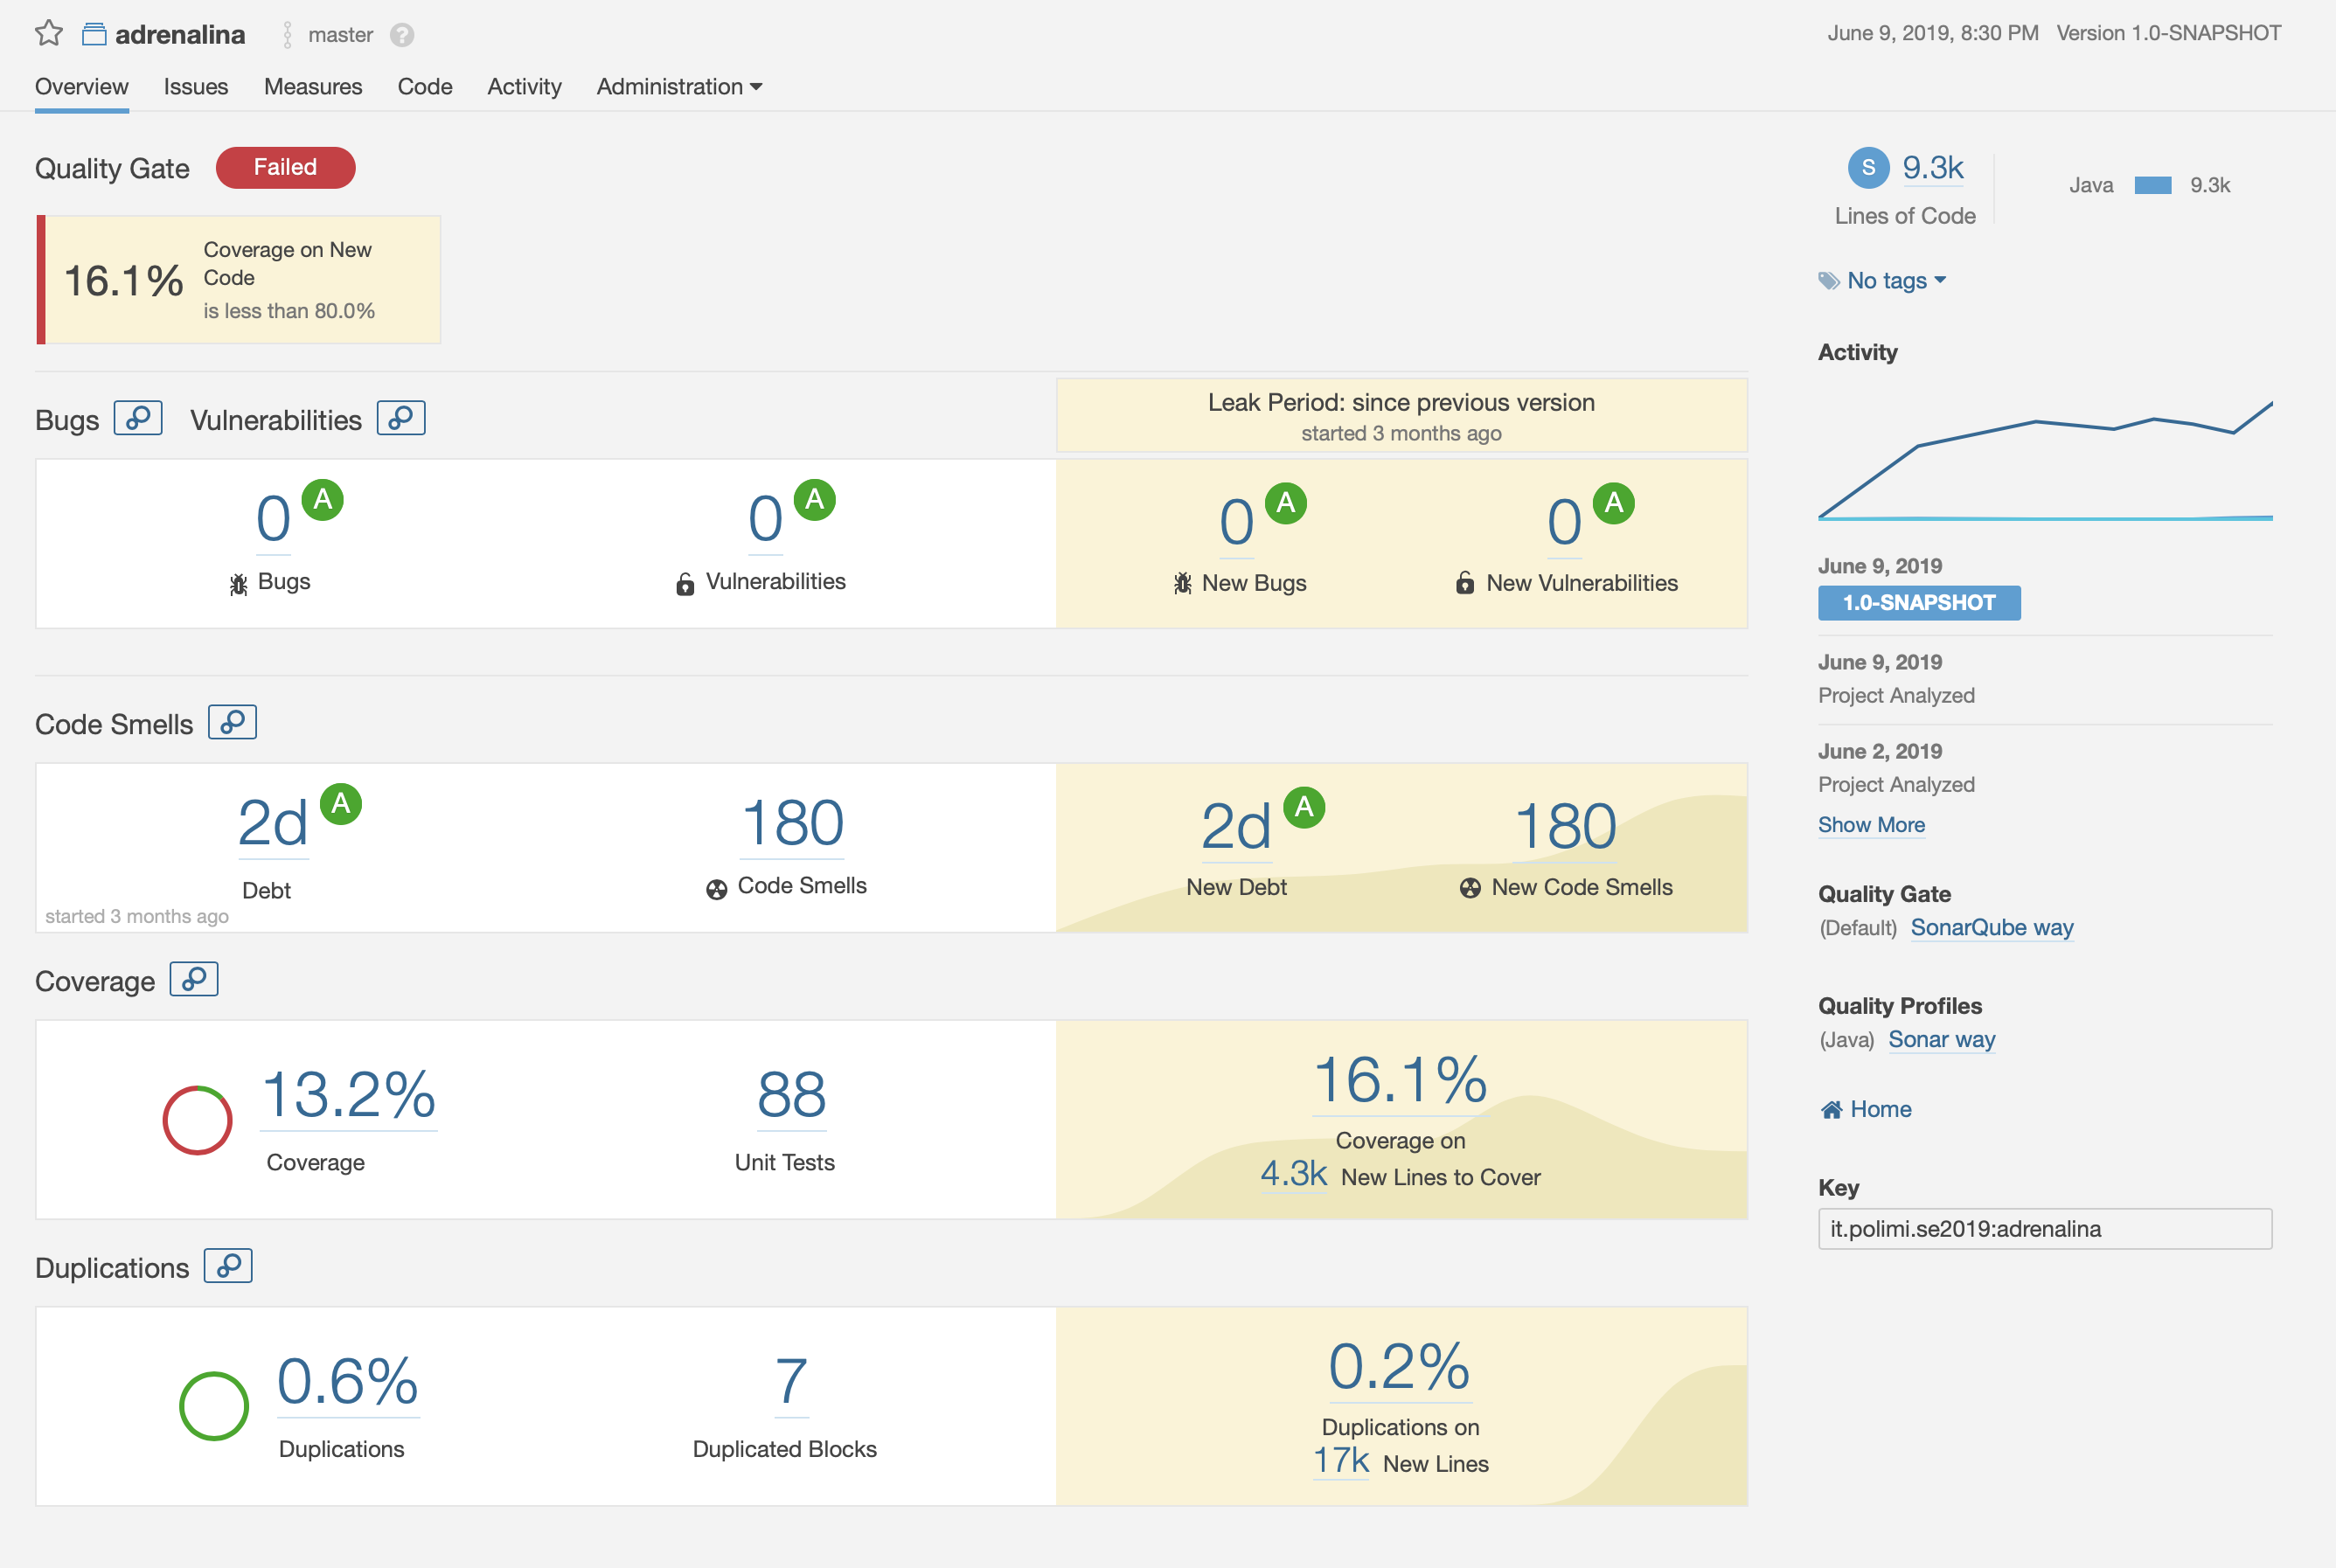 adrenalina master ?
June 9, 2019, 8:30 PM Version 1.0-SNAPSHOT
Overview Issues Measures Code Activity Administration
Quality Gate Failed
16.1%
Coverage on New
Code
is less than 80.0%
Leak Period: since previous version
started 3 months ago
Bugs Vulnerabilities
0 A
Bugs
0 A
Vulnerabilities
0 A
New Bugs
0 A
New Vulnerabilities
Code Smells
2d A
Debt
started 3 months ago
180
Code Smells
2d A
New Debt
180
New Code Smells
Coverage
13.2%
Coverage
88
Unit Tests
16.1%
Coverage on
4.3k New Lines to Cover
Duplications
0.6%
Duplications
7
Duplicated Blocks
0.2%
Duplications on
17k New Lines
S 9.3k
Lines of Code
Java 9.3k
No tags
Activity
June 9, 2019
1.0-SNAPSHOT
June 9, 2019
Project Analyzed
June 2, 2019
Project Analyzed
Show More
Quality Gate
(Default) SonarQube way
Quality Profiles
(Java) Sonar way
Home
Key
it.polimi.se2019:adrenalina